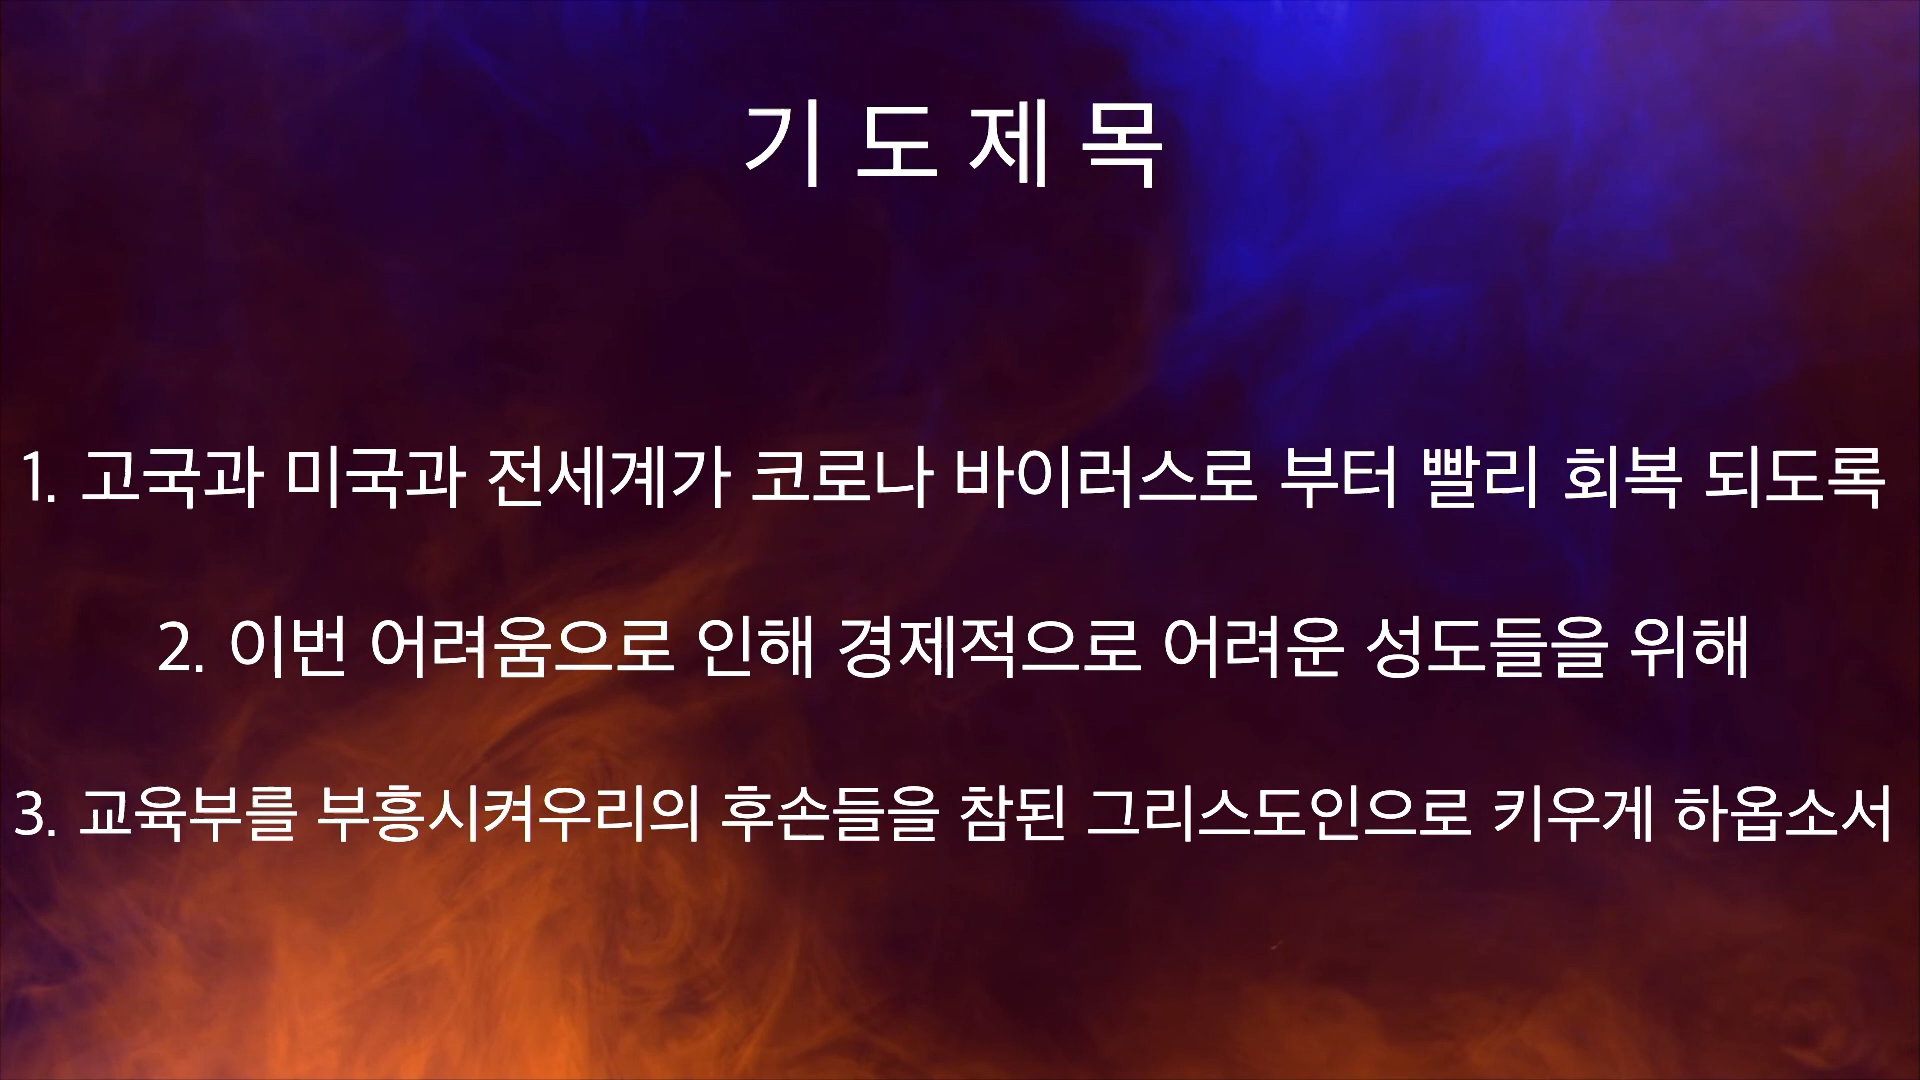 기 도 제 목
1. 고국과 미국과 전세계가 코로나 바이러스로 부터 빨리 회복 되도록
2. 이번 어려움으로 인해 경제적으로 어려운 성도들을 위해
3. 교육부를 부흥시켜우리의 후손들을 참된 그리스도인으로 키우게 하옵소서